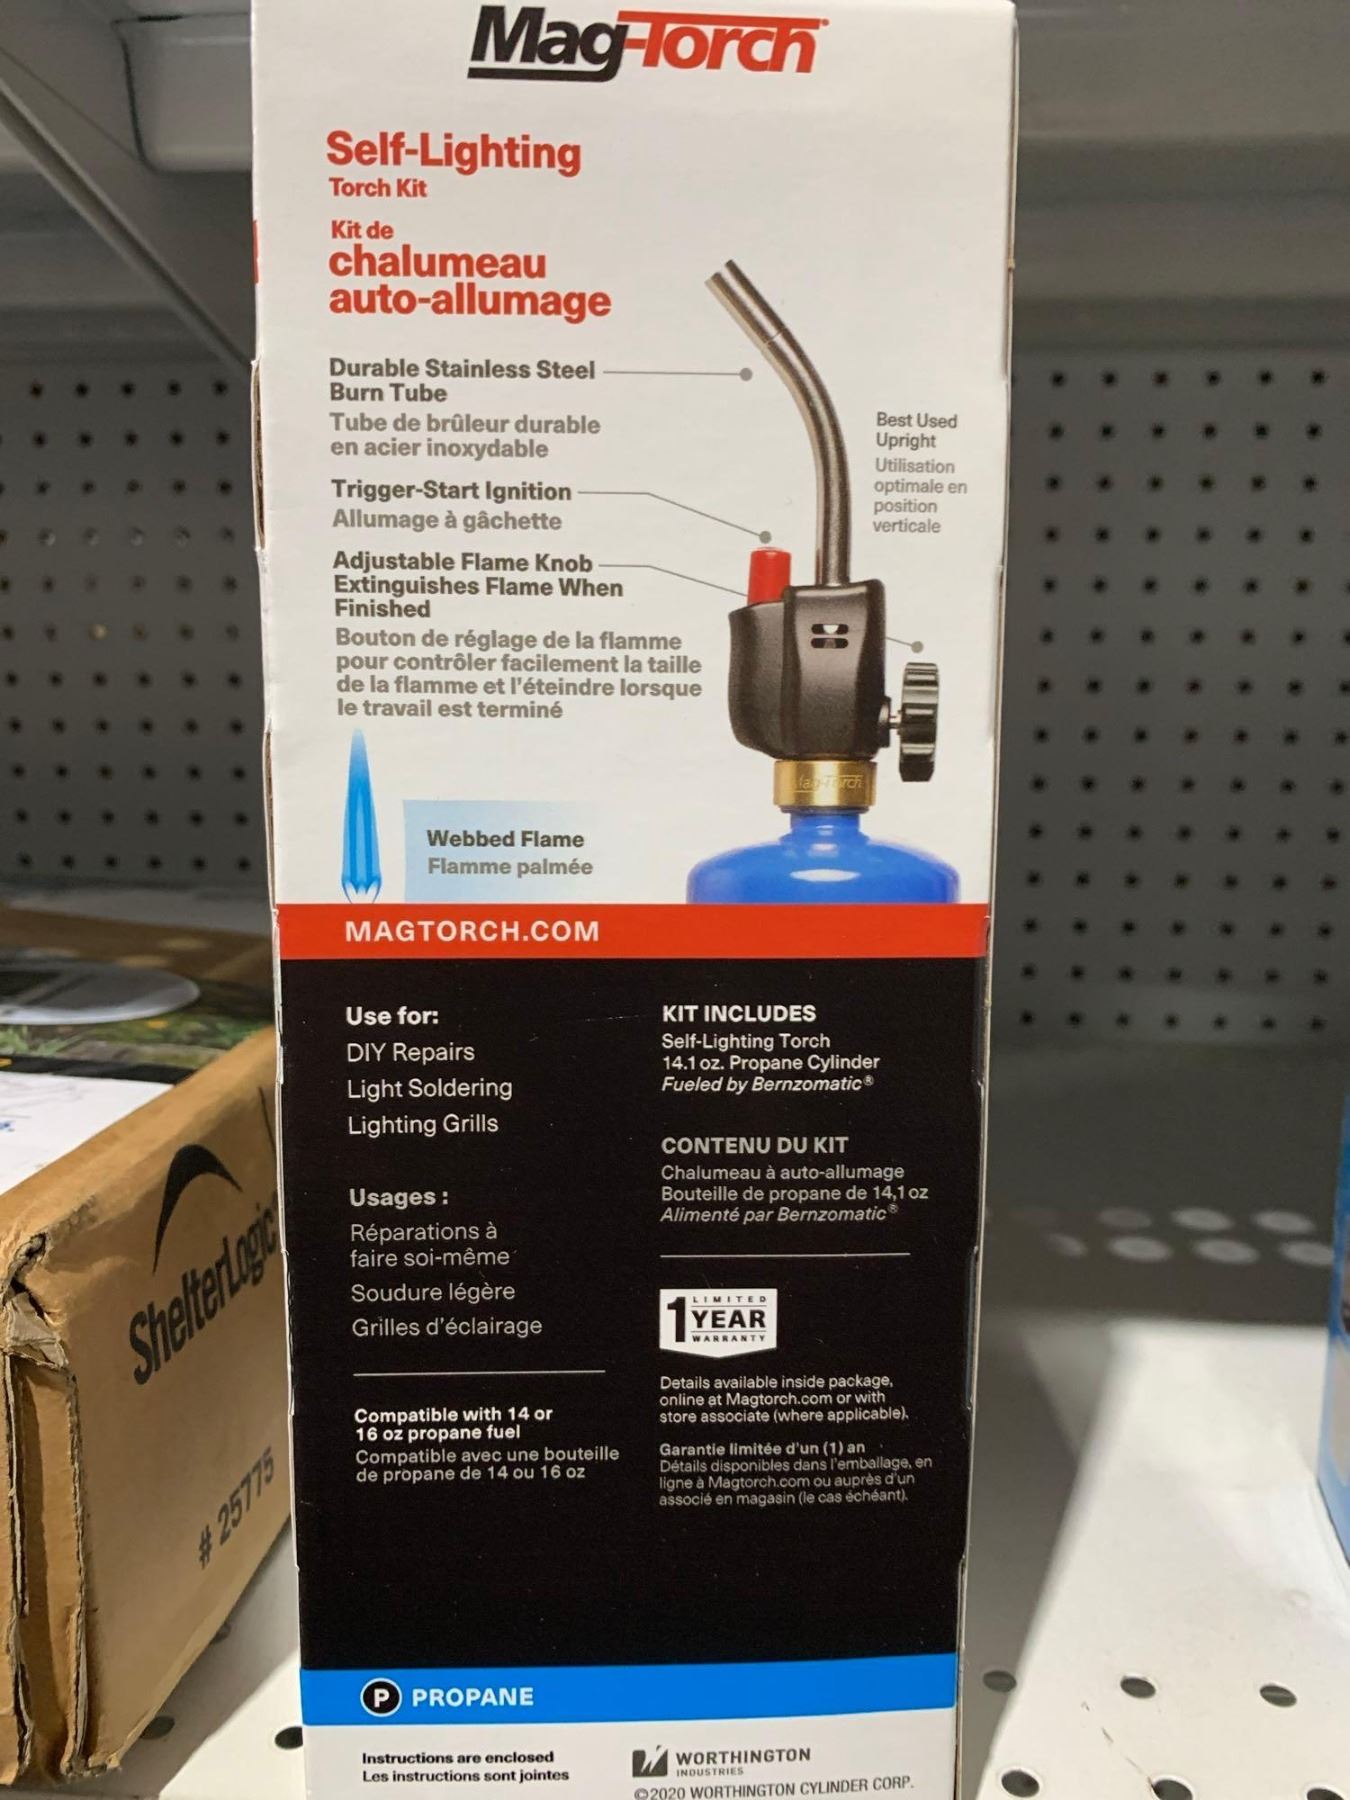 Mag-Torch
Self-Lighting
Torch Kit
Kit de
chalumeau
auto-allumage
Durable Stainless Steel
Burn Tube
Tube de brûleur durable
en acier inoxydable
Trigger-Start Ignition
Allumage à gâchette
Adjustable Flame Knob
Extinguishes Flame When
Finished
Bouton de réglage de la flamme
pour contrôler facilement la taille
de la flamme et l'éteindre lorsque
le travail est terminé
Best Used
Upright
Utilisation
optimale en
position
verticale
Mag-Torch
Webbed Flame
Flamme palmée
MAGTORCH.COM
Use for:
DIY Repairs
Light Soldering
Lighting Grills
Usages :
Réparations à
faire soi-même
Soudure légère
Grilles d'éclairage
Compatible with 14 or
16 oz propane fuel
Compatible avec une bouteille
de propane de 14 ou 16 oz
KIT INCLUDES
Self-Lighting Torch
14.1 oz. Propane Cylinder
Fueled by Bernzomatic®
CONTENU DU KIT
Chalumeau à auto-allumage
Bouteille de propane de 14,1 oz
Alimenté par Bernzomatic®
1 LIMITED
YEAR
WARRANTY
Details available inside package,
online at Magtorch.com or with
store associate (where applicable).
Garantie limitée d'un (1) an
Détails disponibles dans l'emballage, en
ligne à Magtorch.com ou auprès d'un
associé en magasin (le cas échéant).
P PROPANE
Instructions are enclosed
Les instructions sont jointes
WORTHINGTON
INDUSTRIES
©2020 WORTHINGTON CYLINDER CORP.
ShelterLogic
# 25775